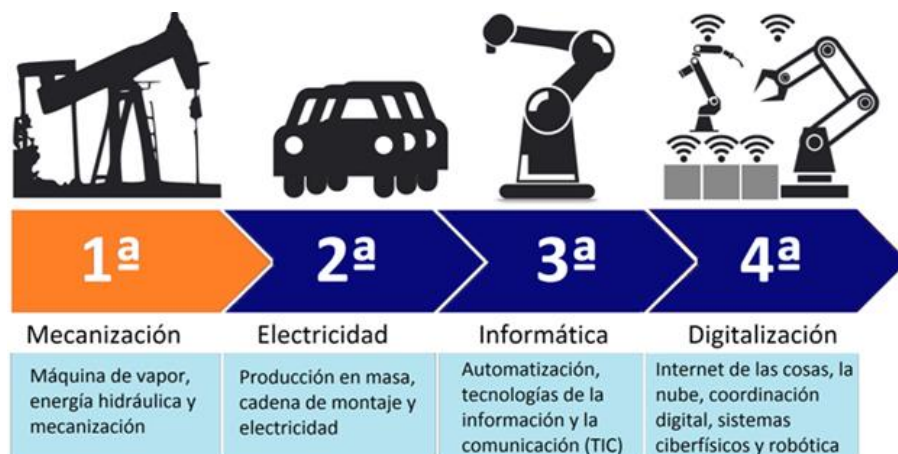 1ª
2ª
3ª
4ª
Mecanización
Electricidad
Informática
Digitalización
Máquina de vapor,
energía hidráulica y
mecanización
Producción en masa,
cadena de montaje y
electricidad
Automatización,
tecnologías de la
información y la
comunicación (TIC)
Internet de las cosas, la
nube, coordinación
digital, sistemas
ciberfísicos y robótica